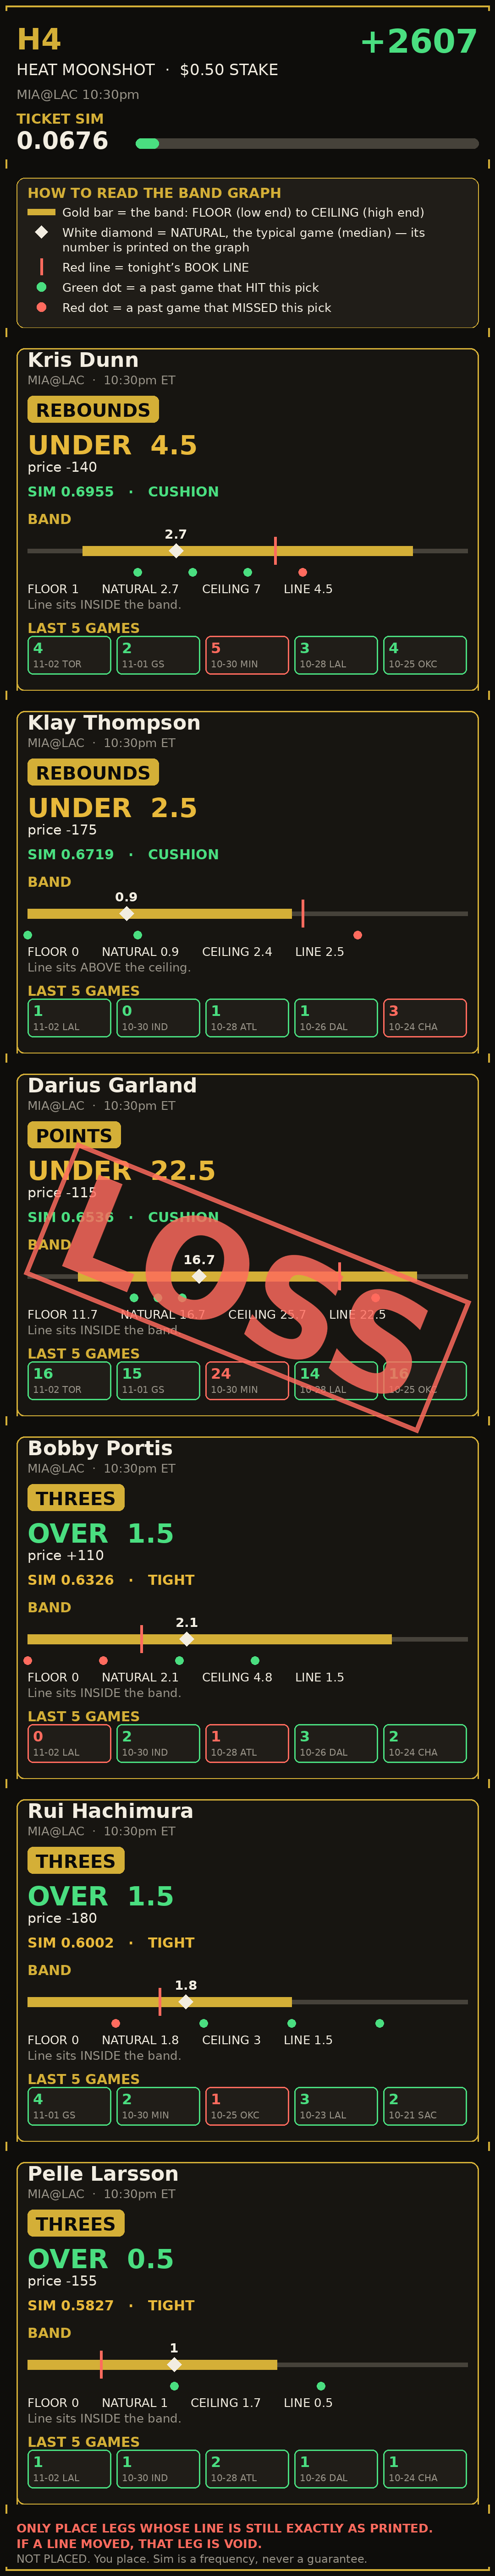 H4
+2607
HEAT MOONSHOT · $0.50 STAKE
MIA@LAC 10:30pm
TICKET SIM
0.0676
HOW TO READ THE BAND GRAPH
Gold bar = the band: FLOOR (low end) to CEILING (high end)
White diamond = NATURAL, the typical game (median) — its
number is printed on the graph
Red line = tonight’s BOOK LINE
Green dot = a past game that HIT this pick
Red dot = a past game that MISSED this pick
Kris Dunn
MIA@LAC · 10:30pm ET
REBOUNDS
UNDER 4.5
price -140
SIM 0.6955 · CUSHION
BAND
2.7
FLOOR 1 NATURAL 2.7 CEILING 7 LINE 4.5
Line sits INSIDE the band.
LAST 5 GAMES
4 2 5 3 4
11-02 TOR 11-01 GS 10-30 MIN 10-28 LAL 10-25 OKC
Klay Thompson
MIA@LAC · 10:30pm ET
REBOUNDS
UNDER 2.5
price -175
SIM 0.6719 · CUSHION
BAND
0.9
FLOOR 0 NATURAL 0.9 CEILING 2.4 LINE 2.5
Line sits ABOVE the ceiling.
LAST 5 GAMES
1 0 1 1 3
11-02 LAL 10-30 IND 10-28 ATL 10-26 DAL 10-24 CHA
Darius Garland
MIA@LAC · 10:30pm ET
POINTS
UNDER 22.5
price -115
SIM 0.6536 · CUSHION
BAND
16.7
FLOOR 11.7 NATURAL 16.7 CEILING 25.7 LINE 22.5
Line sits INSIDE the band.
LAST 5 GAMES
16 15 24 14 16
11-02 TOR 11-01 GS 10-30 MIN 10-28 LAL 10-25 OKC
LOSS
Bobby Portis
MIA@LAC · 10:30pm ET
THREES
OVER 1.5
price +110
SIM 0.6326 · TIGHT
BAND
2.1
FLOOR 0 NATURAL 2.1 CEILING 4.8 LINE 1.5
Line sits INSIDE the band.
LAST 5 GAMES
0 2 1 3 2
11-02 LAL 10-30 IND 10-28 ATL 10-26 DAL 10-24 CHA
Rui Hachimura
MIA@LAC · 10:30pm ET
THREES
OVER 1.5
price -180
SIM 0.6002 · TIGHT
BAND
1.8
FLOOR 0 NATURAL 1.8 CEILING 3 LINE 1.5
Line sits INSIDE the band.
LAST 5 GAMES
4 2 1 3 2
11-01 GS 10-30 MIN 10-25 OKC 10-23 LAL 10-21 SAC
Pelle Larsson
MIA@LAC · 10:30pm ET
THREES
OVER 0.5
price -155
SIM 0.5827 · TIGHT
BAND
1
FLOOR 0 NATURAL 1 CEILING 1.7 LINE 0.5
Line sits INSIDE the band.
LAST 5 GAMES
1 1 2 1 1
11-02 LAL 10-30 IND 10-28 ATL 10-26 DAL 10-24 CHA
ONLY PLACE LEGS WHOSE LINE IS STILL EXACTLY AS PRINTED.
IF A LINE MOVED, THAT LEG IS VOID.
NOT PLACED. You place. Sim is a frequency, never a guarantee.